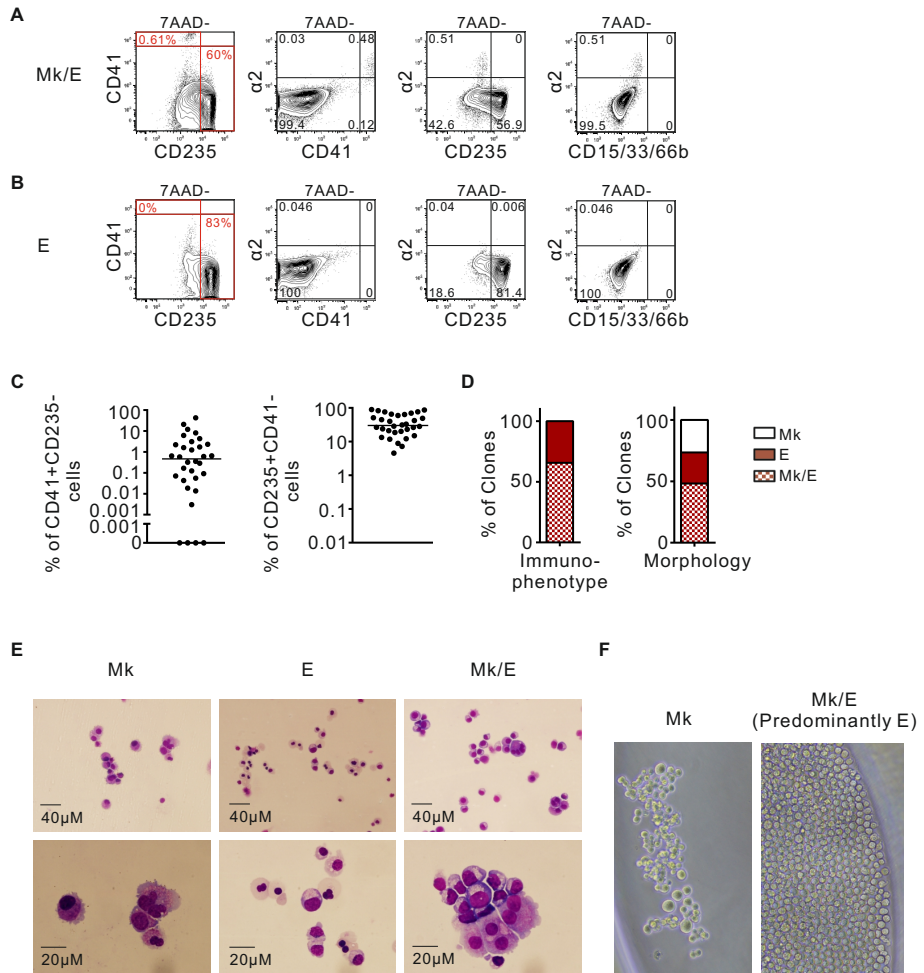 A
7AAD- 7AAD- 7AAD- 7AAD-
Mk/E
CD41 0.61% 60%
α2 0.03 0.48 99.4 0.12
α2 0.51 0 42.6 56.9
α2 0.51 0 99.5 0
CD235 CD41 CD235 CD15/33/66b
B
7AAD- 7AAD- 7AAD- 7AAD-
E
CD41 0% 83%
α2 0.046 0 100 0
α2 0.04 0.006 18.6 81.4
α2 0.046 0 100 0
CD235 CD41 CD235 CD15/33/66b
C
% of CD41+CD235-
cells
100
10
1
0.1
0.01
0.001
0.001
0
% of CD235+CD41-
cells
100
10
1
0.1
0.01
D
% of Clones
100
50
0
Immuno-
phenotype
% of Clones
100
50
0
Morphology
Mk
E
Mk/E
E
Mk E Mk/E
40µM 40µM 40µM
20µM 20µM 20µM
F
Mk
Mk/E
(Predominantly E)